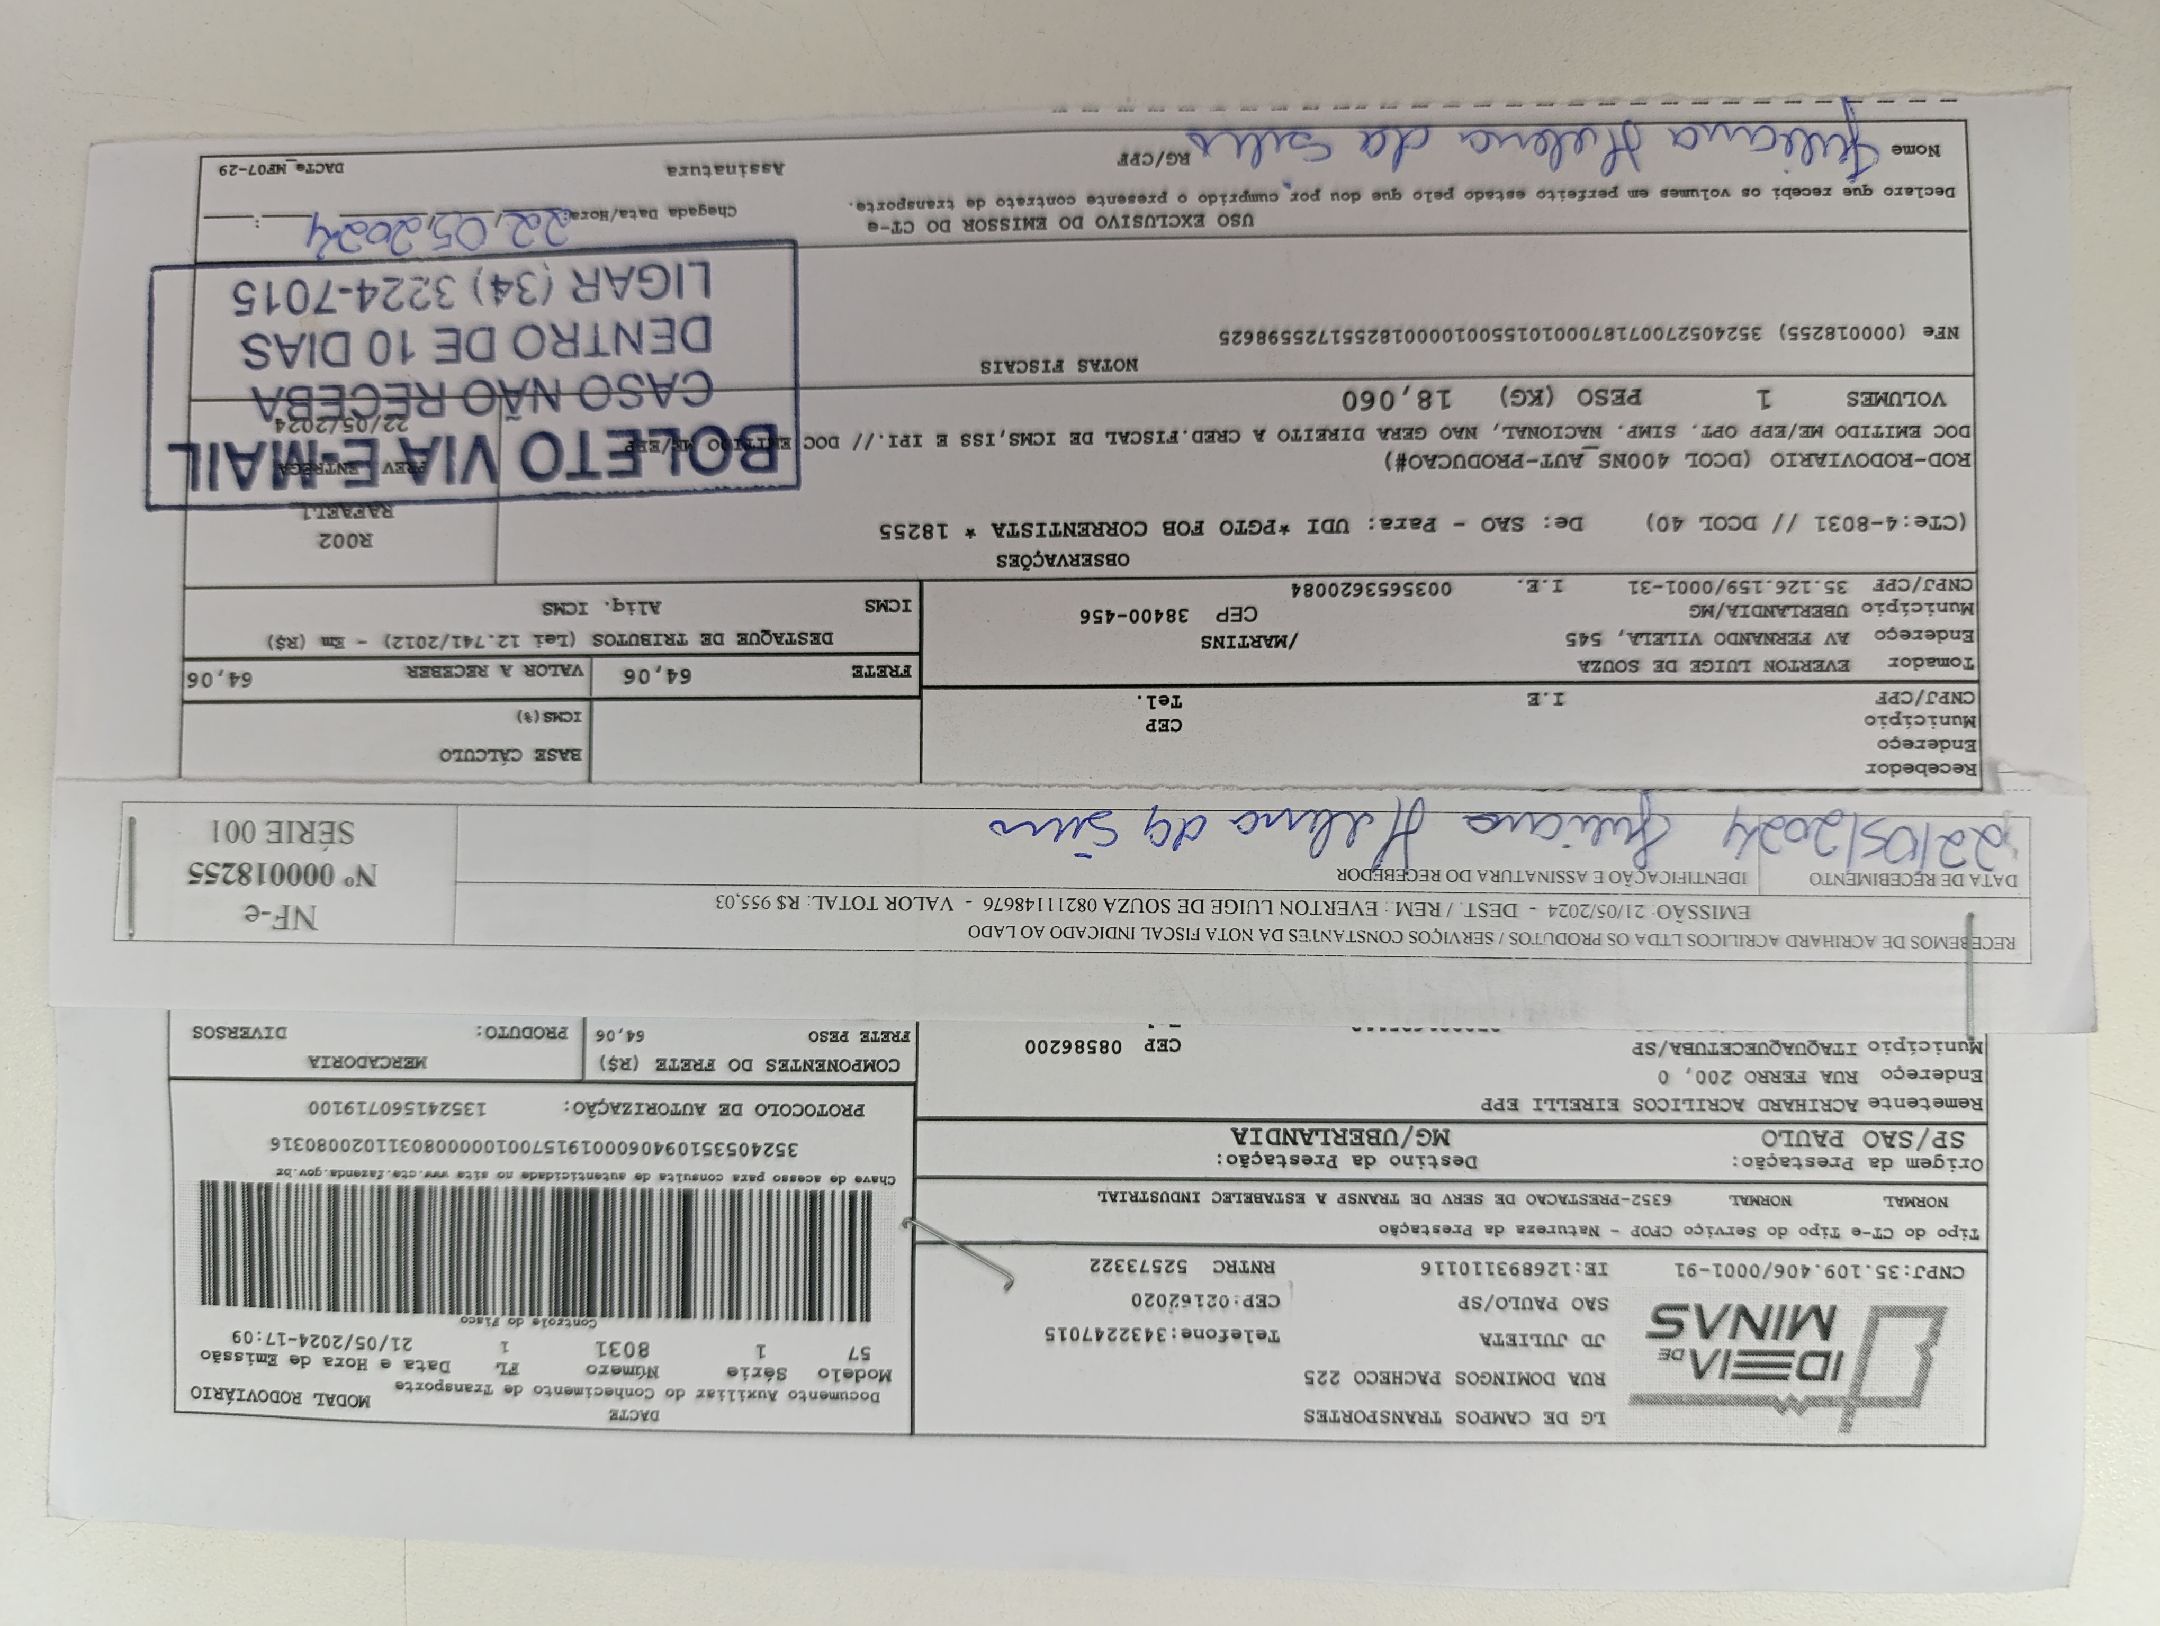 IDEIA DE MINAS
LG DE CAMPOS TRANSPORTES
RUA DOMINGOS PACHECO 225
JD JULIETA Telefone:3432247015
SAO PAULO/SP CEP:02162020
CNPJ:35.109.406/0001-91 IE:126893110116 RNTRC 52573322
DACTE
Documento Auxiliar do Conhecimento de Transporte MODAL RODOVIÁRIO
Modelo Série Número FL Data e Hora de Emissão
57 1 8031 1 21/05/2024-17:09
Controle do Fisco
Chave de acesso para consulta de autenticidade no site www.cte.fazenda.gov.br
35240535109406000191570010000080311020080316
PROTOCOLO DE AUTORIZAÇÃO: 135241560719100
Tipo do CT-e Tipo do Serviço CFOP - Natureza da Prestação
NORMAL NORMAL 6352-PRESTACAO DE SERV DE TRANSP A ESTABELEC INDUSTRIAL
Origem da Prestação: Destino da Prestação:
SP/SAO PAULO MG/UBERLANDIA
Remetente ACRIHARD ACRILICOS EIRELLI EPP
Endereço RUA FERRO 200, 0
Município ITAQUAQUECETUBA/SP CEP 08586200
COMPONENTES DO FRETE (R$) MERCADORIA
FRETE PESO 64,06 PRODUTO: DIVERSOS
RECEBEMOS DE ACRIHARD ACRILICOS LTDA OS PRODUTOS / SERVIÇOS CONSTANTES DA NOTA FISCAL INDICADO AO LADO
EMISSÃO: 21/05/2024 - DEST. / REM.: EVERTON LUIGE DE SOUZA 08211148676 - VALOR TOTAL: R$ 955,03
DATA DE RECEBIMENTO IDENTIFICAÇÃO E ASSINATURA DO RECEBEDOR
22/05/2024 Juliana Helena da Silva
NF-e
Nº 000018255
SÉRIE 001
Recebedor
Endereço
Município CEP
CNPJ/CPF I.E Tel.
BASE CÁLCULO
ICMS(%)
Tomador EVERTON LUIGE DE SOUZA
Endereço AV FERNANDO VILELA, 545 /MARTINS
Município UBERLANDIA/MG CEP 38400-456
CNPJ/CPF 35.126.159/0001-31 I.E. 0035653620084
FRETE 64,06 VALOR A RECEBER 64,06
DESTAQUE DE TRIBUTOS (Lei 12.741/2012) - Em (R$)
ICMS Aliq. ICMS
OBSERVAÇÕES
(CTe:4-8031 // DCOL 40) De: SAO - Para: UDI *PGTO FOB CORRENTISTA * 18255
R002
RAFAELJ
ROD-RODOVIARIO (DCOL 400NS_AUT-PRODUCAO#)
DOC EMITIDO ME/EPP OPT. SIMP. NACIONAL, NAO GERA DIREITO A CRED.FISCAL DE ICMS,ISS E IPI.// DOC EMITIDO ME/EPP
PREV ENTREGA
22/05/2024
VOLUMES 1 PESO (KG) 18,060
BOLETO VIA E-MAIL
CASO NÃO RECEBA
DENTRO DE 10 DIAS
LIGAR (34) 3224-7015
NOTAS FISCAIS
NFe (00018255) 35240527007187000101550010000182551725598625
USO EXCLUSIVO DO EMISSOR DO CT-e
Declaro que recebi os volumes em perfeito estado pelo que dou por cumprido o presente contrato de transporte.
Chegada Data/Hora: 22/05/2024 :
Nome Juliana Helena da Silva RG/CPF Assinatura DACTe_MF07-29